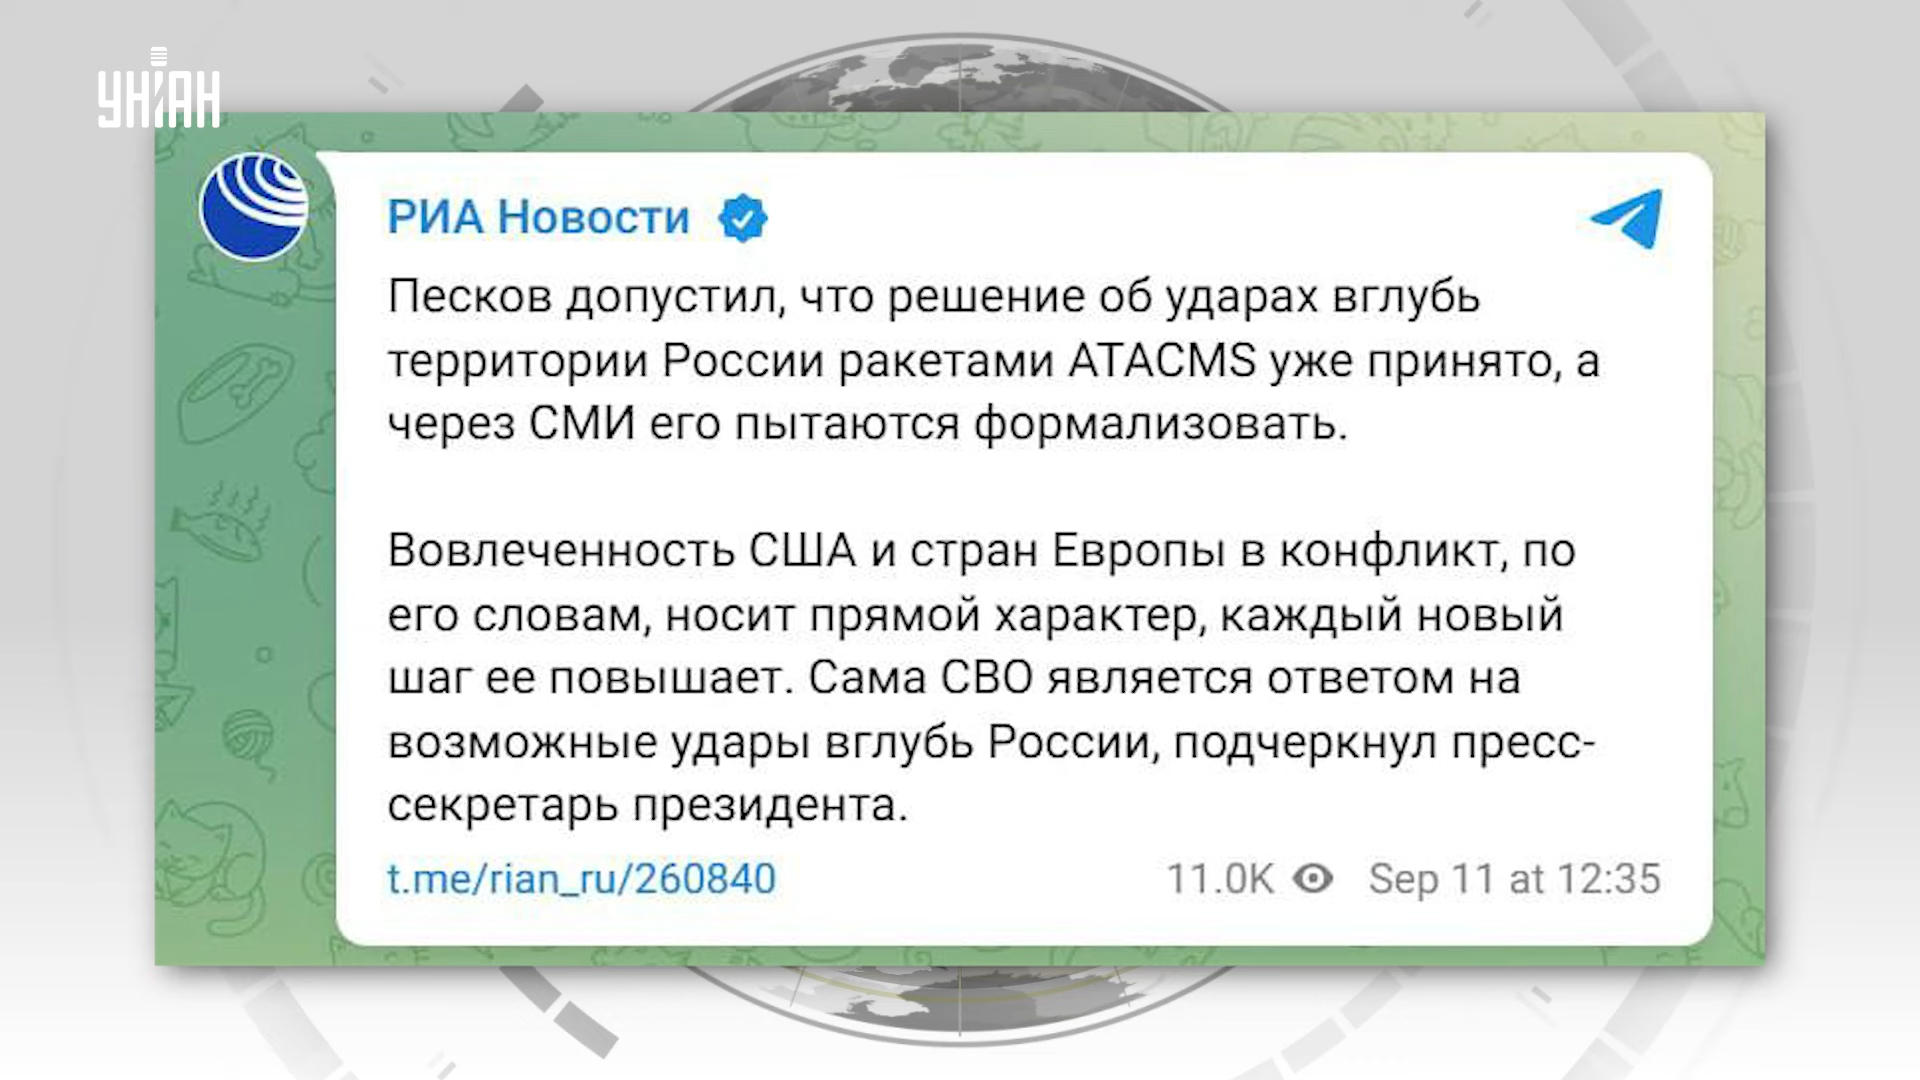 УНІАН
РИА Новости
Песков допустил, что решение об ударах вглубь
территории России ракетами ATACMS уже принято, а
через СМИ его пытаются формализовать.
Вовлеченность США и стран Европы в конфликт, по
его словам, носит прямой характер, каждый новый
шаг ее повышает. Сама СВО является ответом на
возможные удары вглубь России, подчеркнул пресс-
секретарь президента.
t.me/rian_ru/260840 11.0K Sep 11 at 12:35